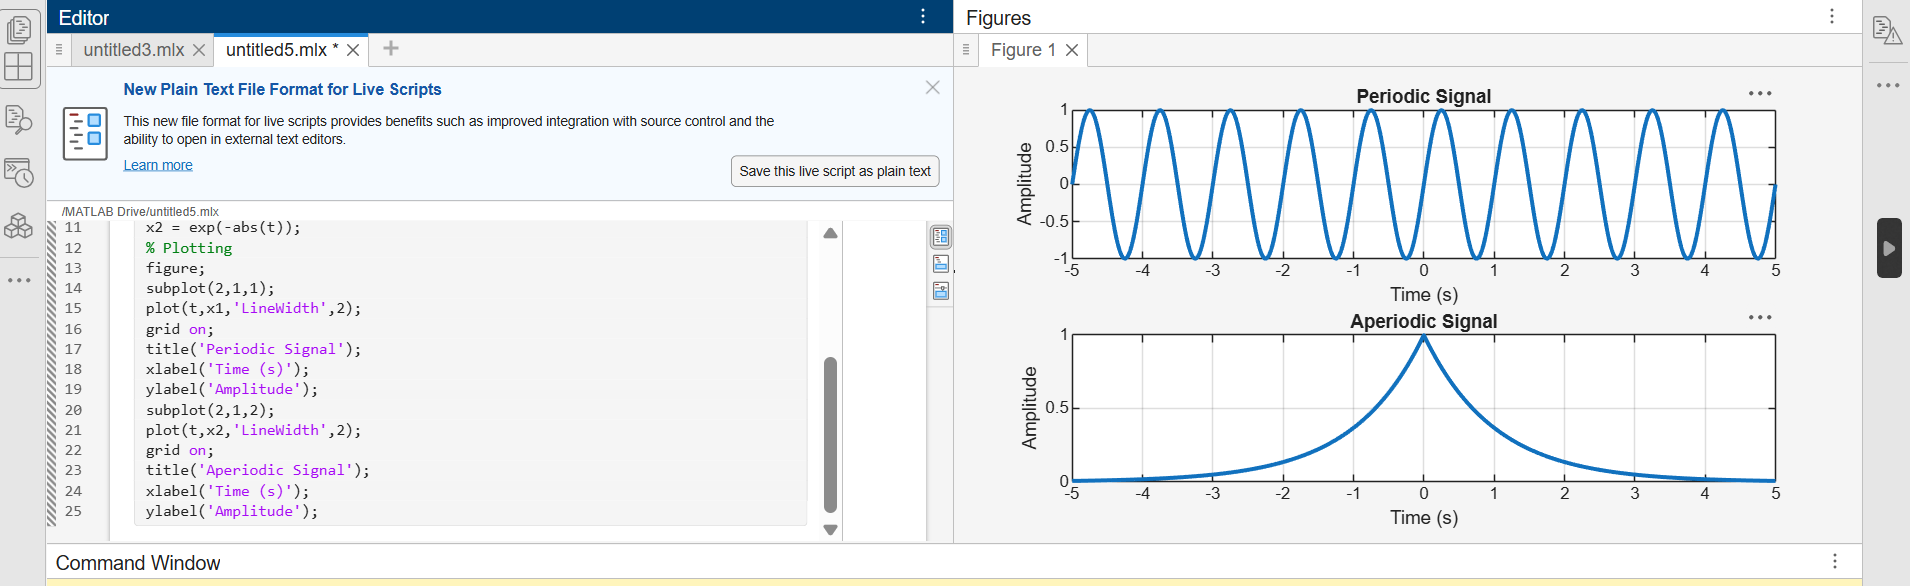 Editor
untitled3.mlx
untitled5.mlx *
New Plain Text File Format for Live Scripts
This new file format for live scripts provides benefits such as improved integration with source control and the
ability to open in external text editors.
Learn more
Save this live script as plain text
/MATLAB Drive/untitled5.mlx
11 x2 = exp(-abs(t));
12 % Plotting
13 figure;
14 subplot(2,1,1);
15 plot(t,x1,'LineWidth',2);
16 grid on;
17 title('Periodic Signal');
18 xlabel('Time (s)');
19 ylabel('Amplitude');
20 subplot(2,1,2);
21 plot(t,x2,'LineWidth',2);
22 grid on;
23 title('Aperiodic Signal');
24 xlabel('Time (s)');
25 ylabel('Amplitude');
Command Window
Figures
Figure 1
Periodic Signal
Amplitude
1
0.5
0
-0.5
-1
-5 -4 -3 -2 -1 0 1 2 3 4 5
Time (s)
Aperiodic Signal
Amplitude
1
0.5
0
-5 -4 -3 -2 -1 0 1 2 3 4 5
Time (s)